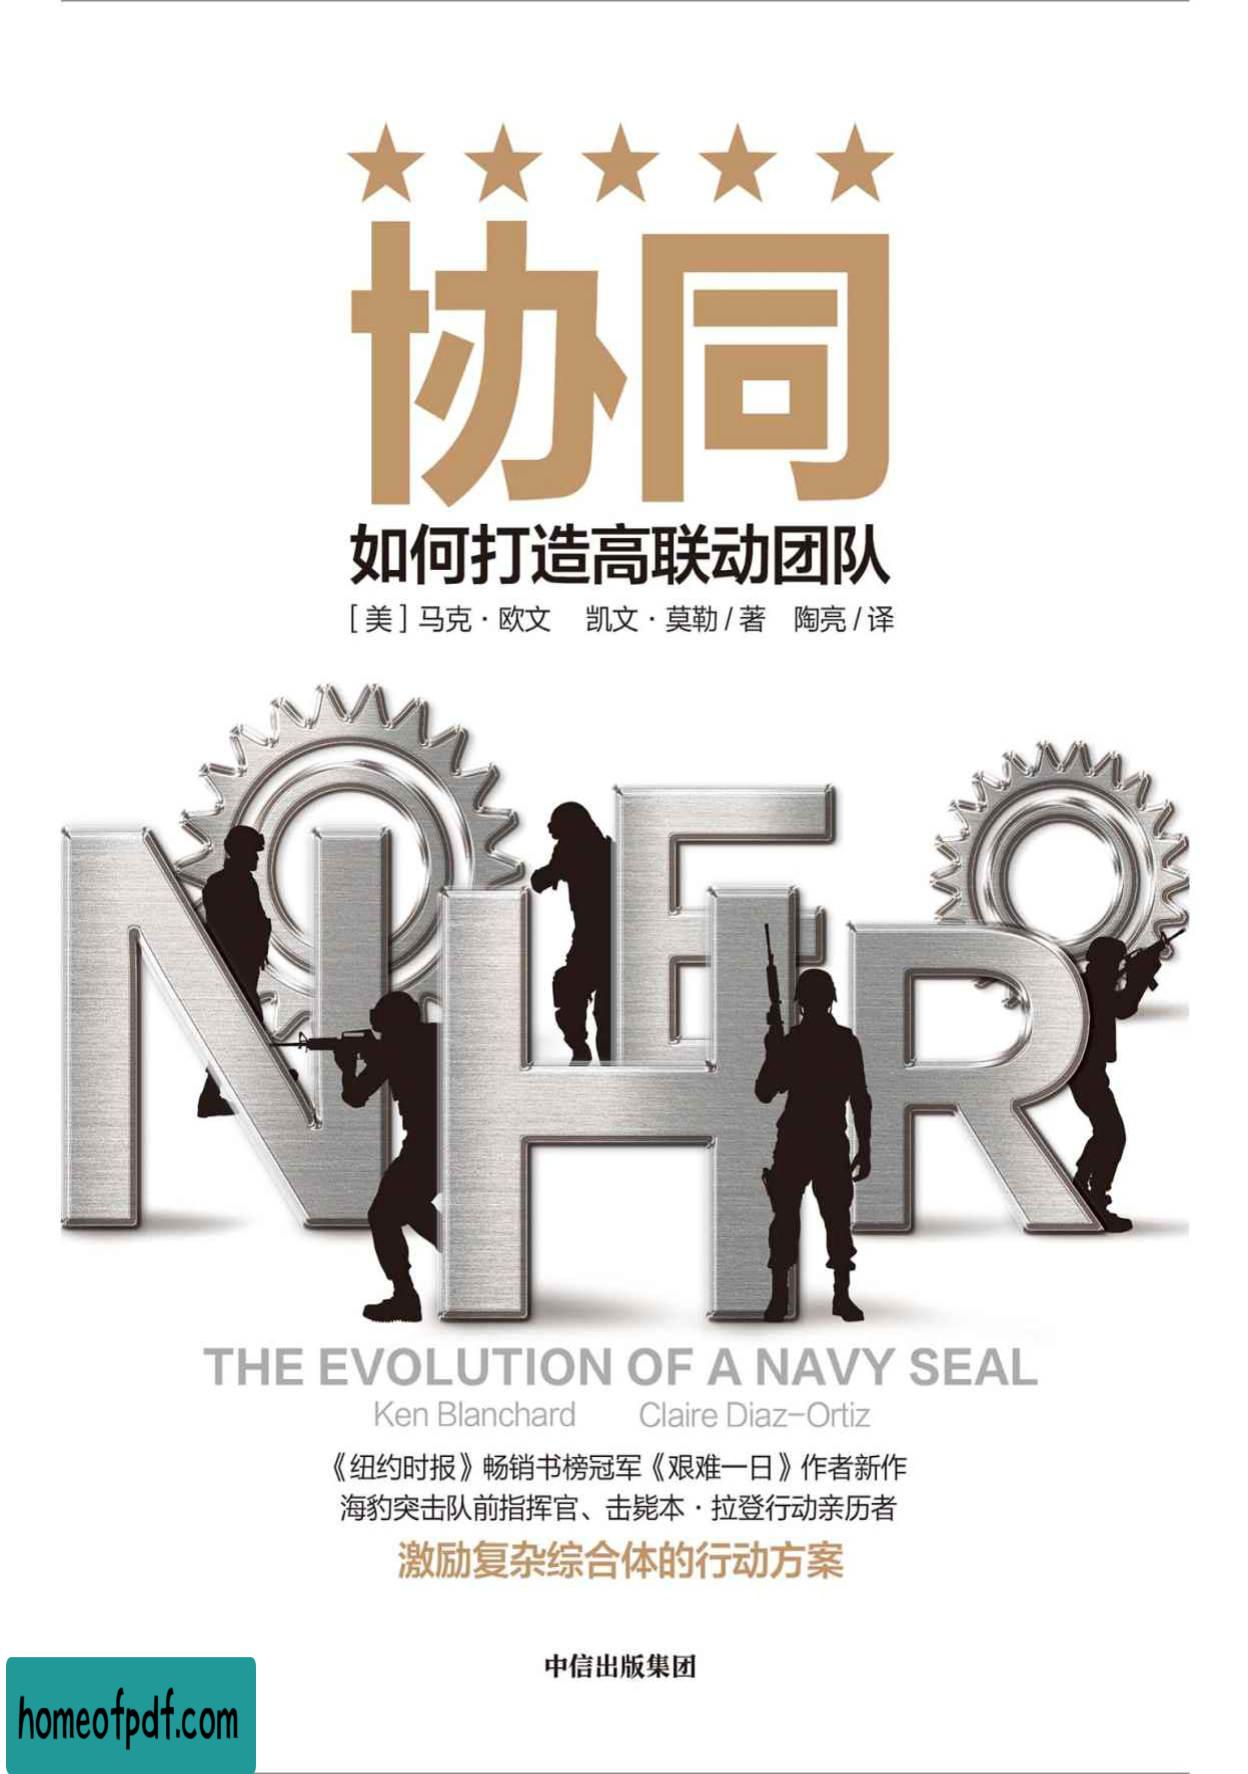 协同
如何打造高联动团队
[美]马克·欧文 凯文·莫勒/著 陶亮/译
NO HERO
THE EVOLUTION OF A NAVY SEAL
Ken Blanchard Claire Diaz-Ortiz
《纽约时报》畅销书榜冠军《艰难一日》作者新作
海豹突击队前指挥官、击毙本·拉登行动亲历者
激励复杂综合体的行动方案
中信出版集团
homeofpdf.com